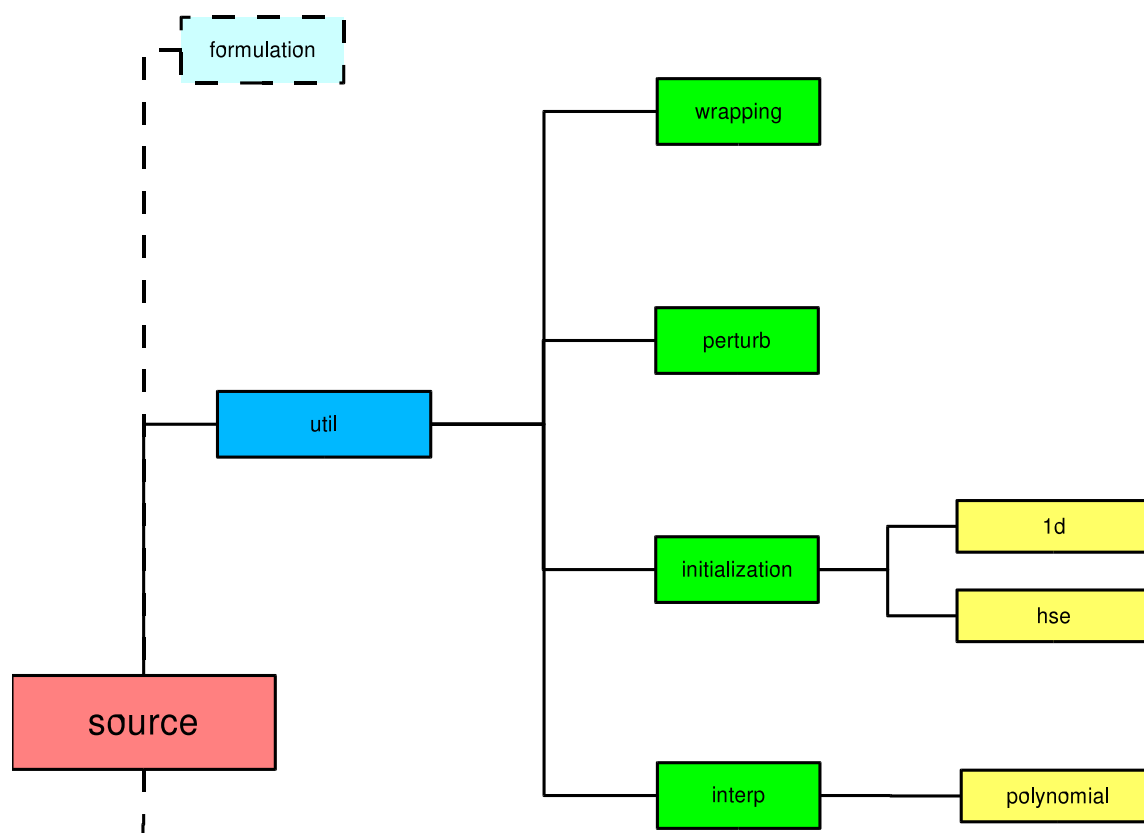 formulation
wrapping
perturb
util
1d
initialization
hse
source
interp
polynomial